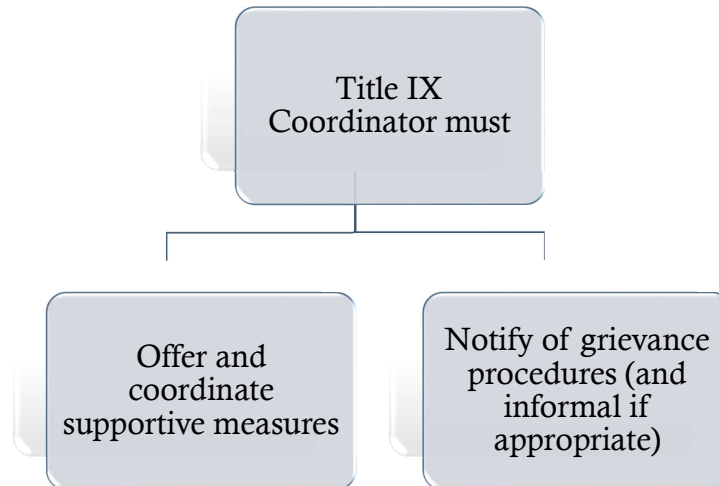 Title IX
Coordinator must
Offer and
coordinate
supportive measures
Notify of grievance
procedures (and
informal if
appropriate)